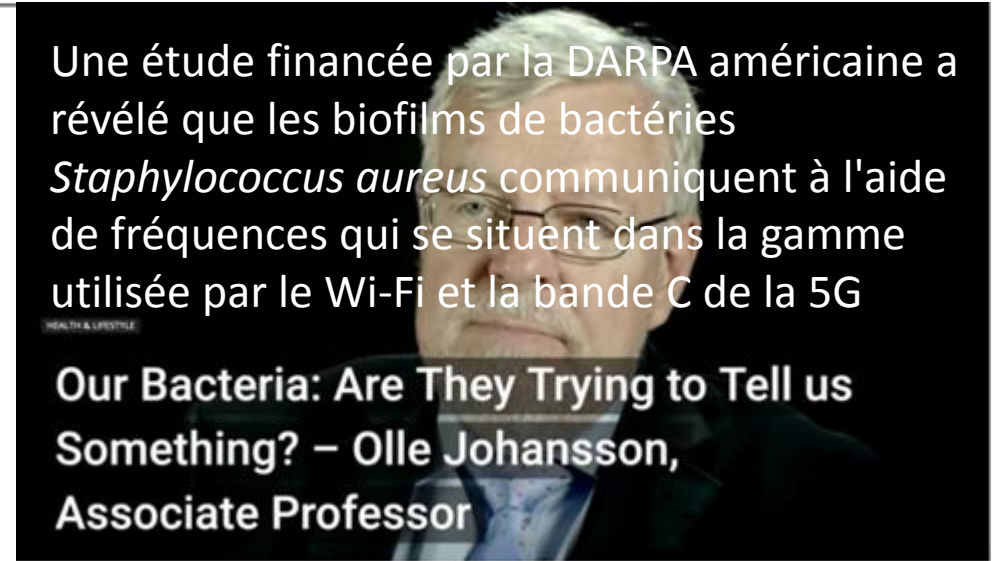 Une étude financée par la DARPA américaine a
révélé que les biofilms de bactéries
Staphylococcus aureus communiquent à l'aide
de fréquences qui se situent dans la gamme
utilisée par le Wi-Fi et la bande C de la 5G
HEALTH & LIFESTYLE
Our Bacteria: Are They Trying to Tell us
Something? – Olle Johansson,
Associate Professor